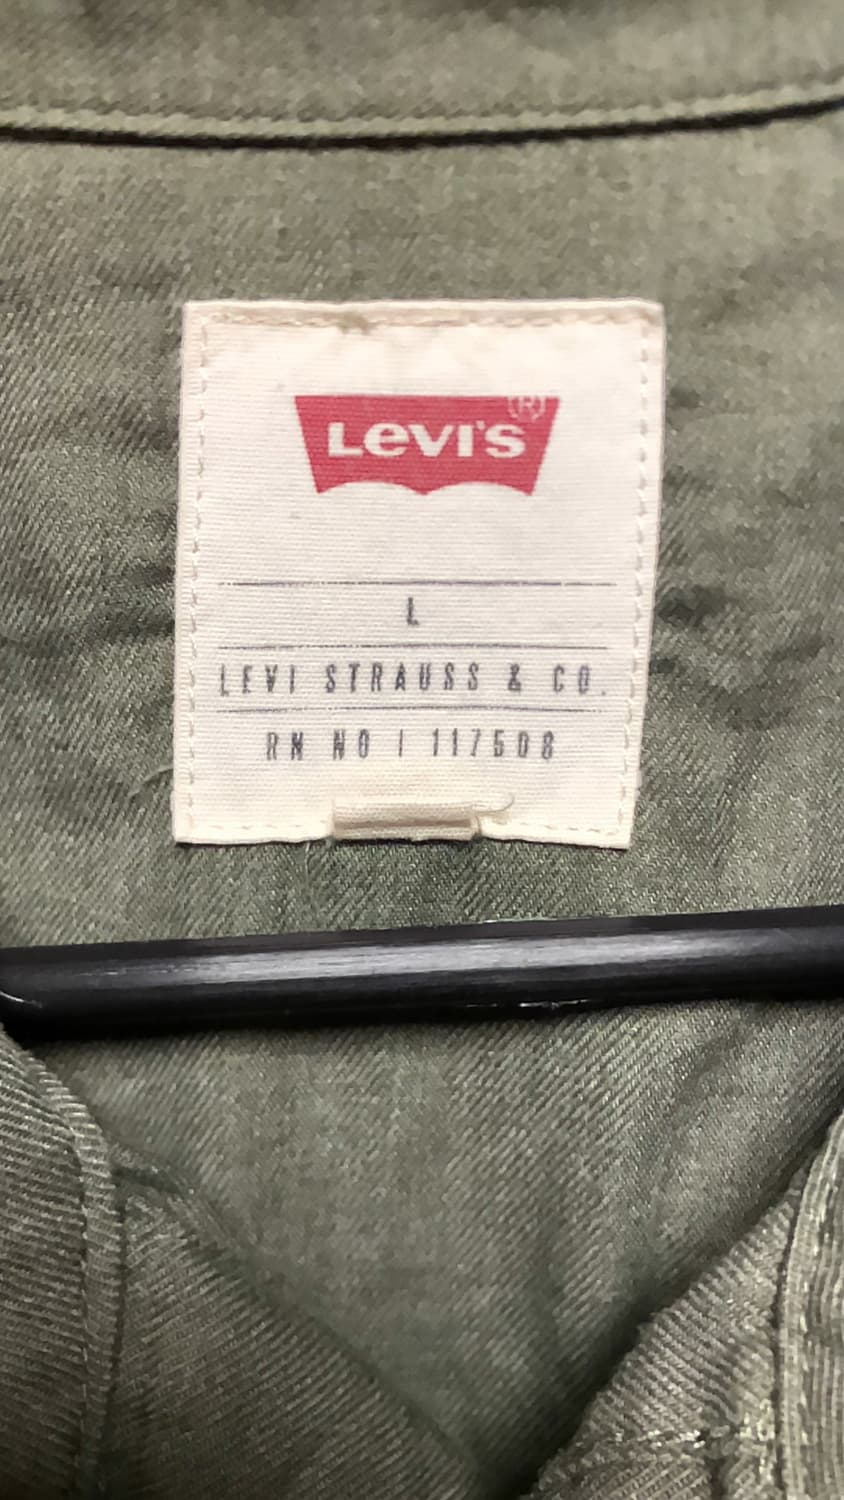 Levi's (R)
L
LEVI STRAUSS & CO.
RN NO | 117508